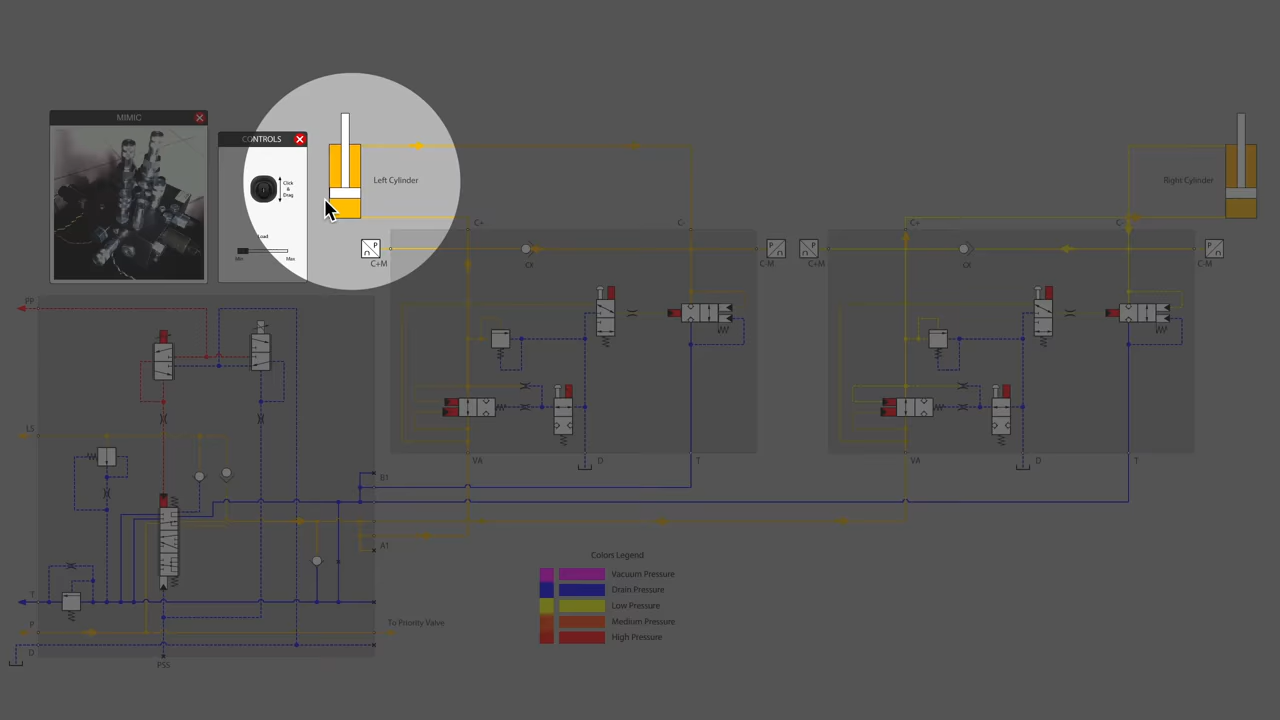 MIMIC
CONTROLS
Click
&
Drag
Load
Min
Max
Left Cylinder
Right Cylinder
C+
C-
C+
C-
P
P
P
P
C+M
CK
C-M
C+M
CK
C-M
PP
LS
VA
D
T
VA
D
T
B1
A1
T
P
D
To Priority Valve
PSS
Colors Legend
Vacuum Pressure
Drain Pressure
Low Pressure
Medium Pressure
High Pressure